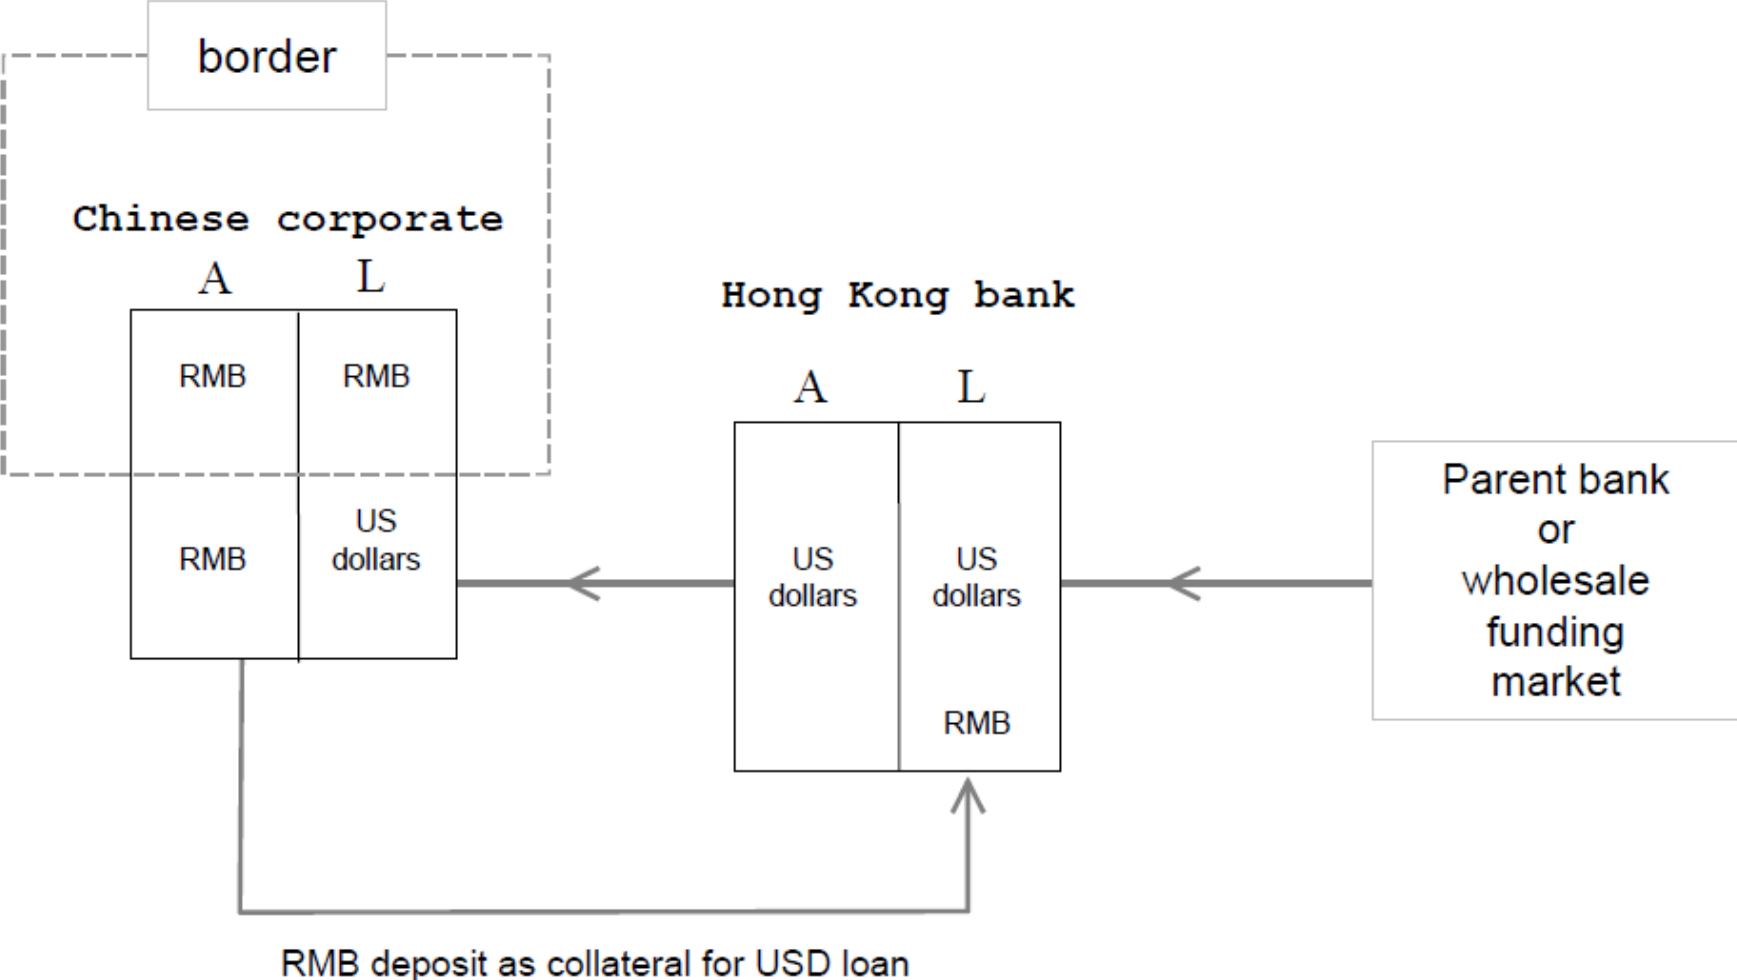 border
Chinese corporate
A L
RMB RMB
RMB
US
dollars
Hong Kong bank
A L
US
dollars
US
dollars
RMB
Parent bank
or
wholesale
funding
market
RMB deposit as collateral for USD loan